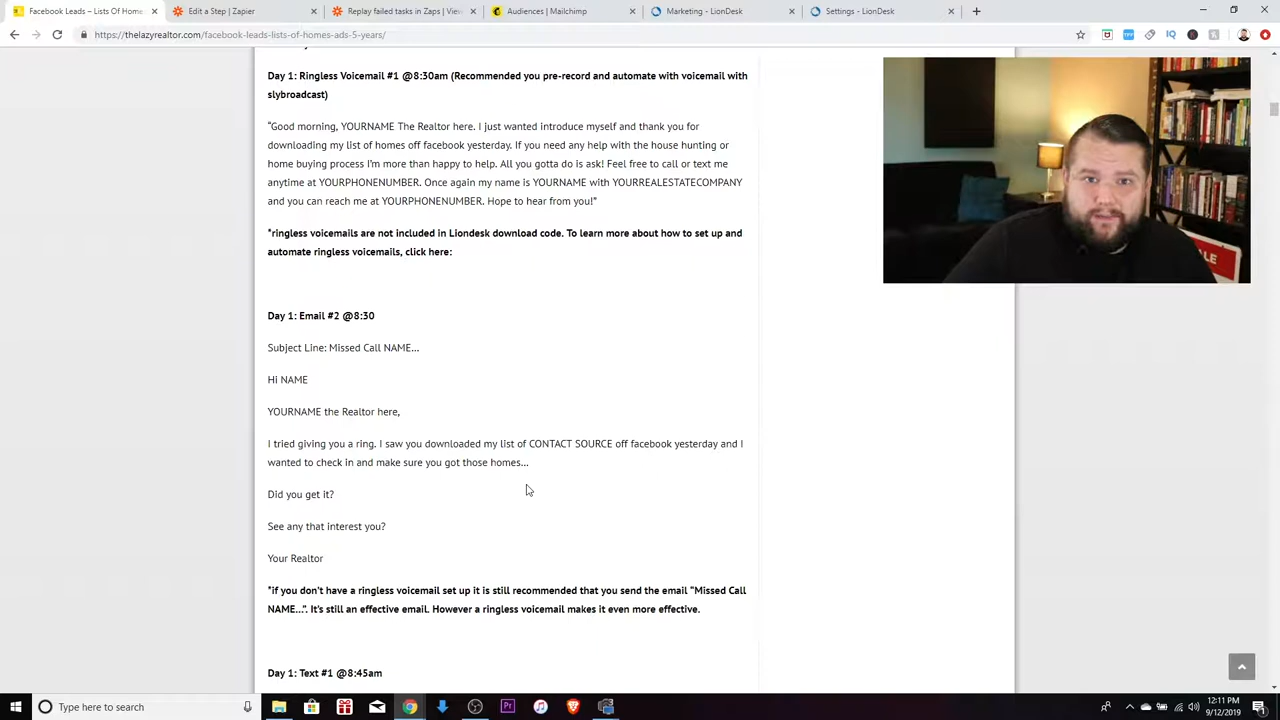 Facebook Leads – Lists Of Home
Edit a Step | Zapier
Replay failed tasks in Zaps | View
Audiences | Mailchimp
Marketing - LionDesk
Settings - LionDesk
https://thelazyrealtor.com/facebook-leads-lists-of-homes-ads-5-years/
Day 1: Ringless Voicemail #1 @8:30am (Recommended you pre-record and automate with voicemail with
slybroadcast)
“Good morning, YOURNAME The Realtor here. I just wanted introduce myself and thank you for
downloading my list of homes off facebook yesterday. If you need any help with the house hunting or
home buying process I’m more than happy to help. All you gotta do is ask! Feel free to call or text me
anytime at YOURPHONENUMBER. Once again my name is YOURNAME with YOURREALESTATECOMPANY
and you can reach me at YOURPHONENUMBER. Hope to hear from you!”
*ringless voicemails are not included in Liondesk download code. To learn more about how to set up and
automate ringless voicemails, click here:
Day 1: Email #2 @8:30
Subject Line: Missed Call NAME…
Hi NAME
YOURNAME the Realtor here,
I tried giving you a ring. I saw you downloaded my list of CONTACT SOURCE off facebook yesterday and I
wanted to check in and make sure you got those homes…
Did you get it?
See any that interest you?
Your Realtor
*if you don’t have a ringless voicemail set up it is still recommended that you send the email “Missed Call
NAME…”. It’s still an effective email. However a ringless voicemail makes it even more effective.
Day 1: Text #1 @8:45am
Type here to search
12:11 PM
9/12/2019